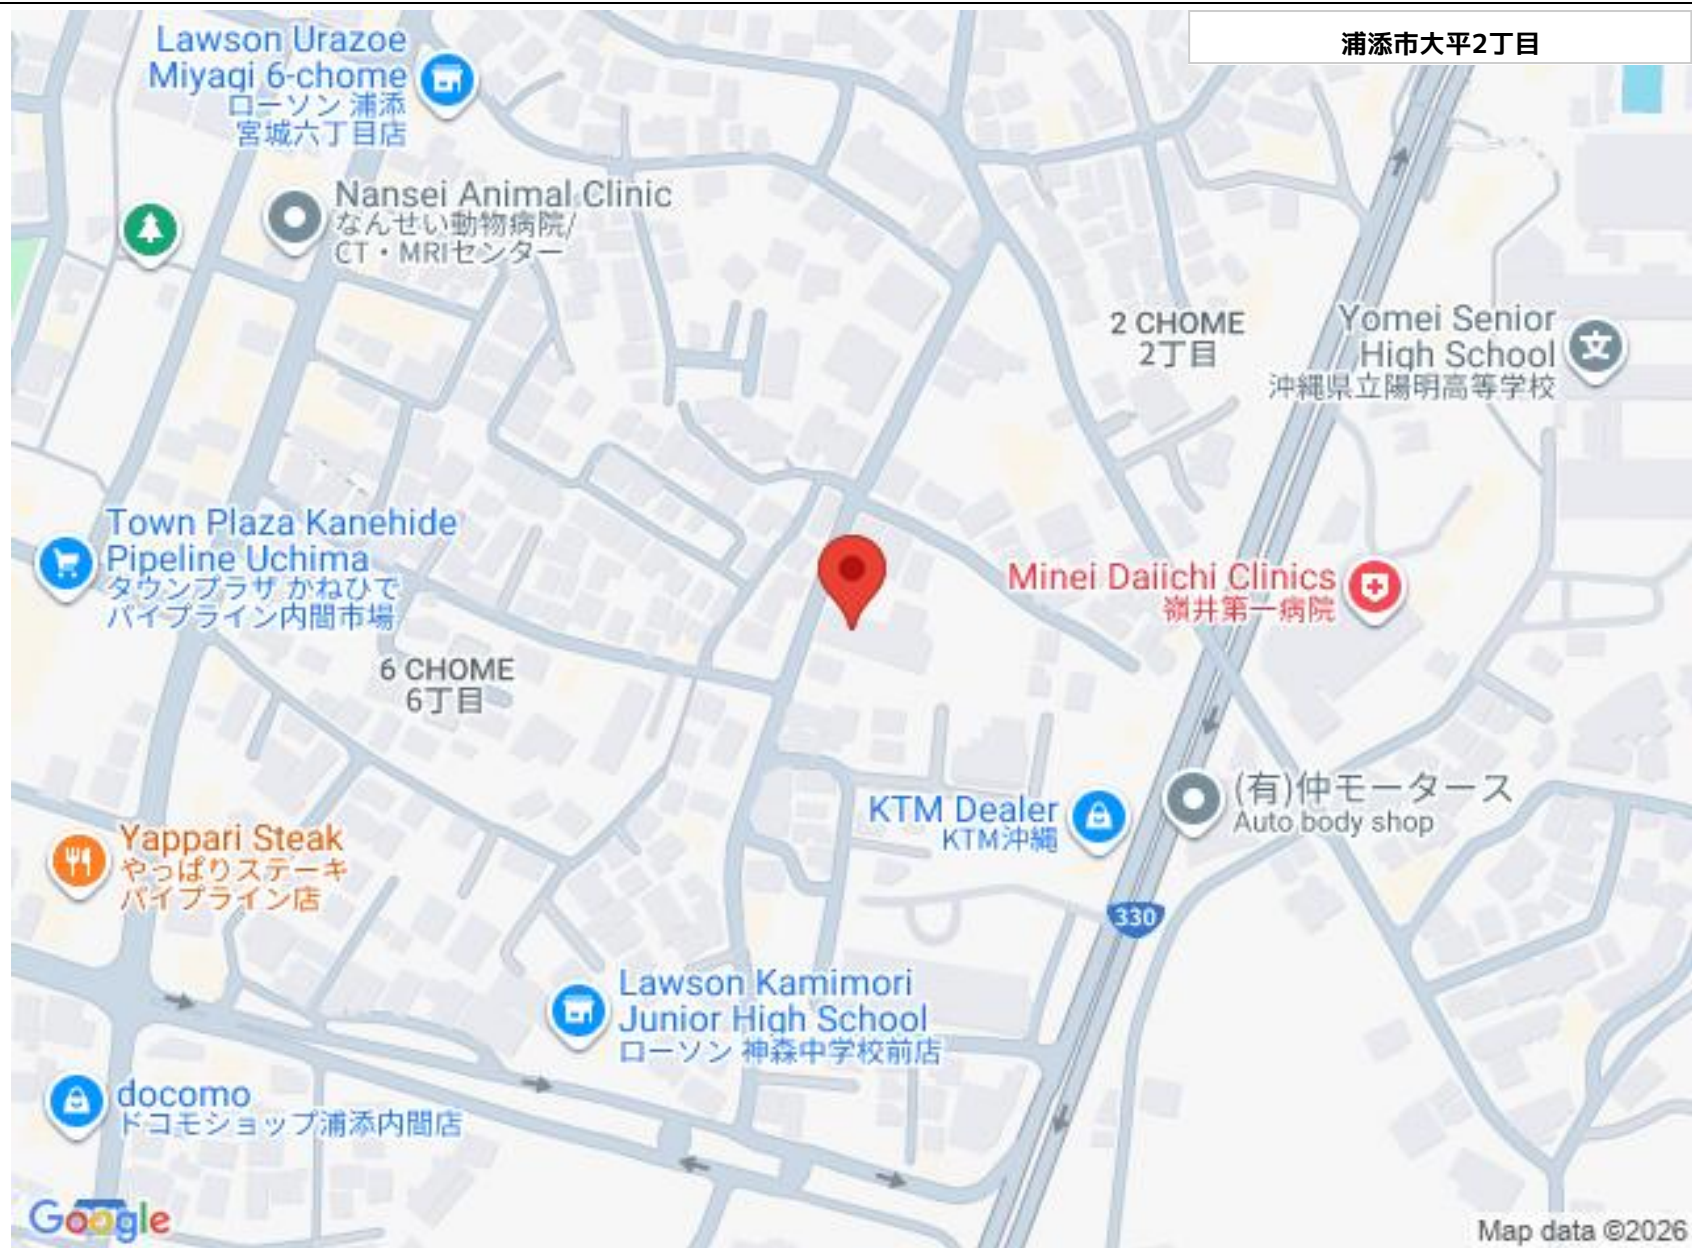 浦添市大平2丁目
Lawson Urazoe
Miyagi 6-chome
ローソン 浦添
宮城六丁目店
Nansei Animal Clinic
なんせい動物病院/
CT・MRIセンター
2 CHOME
2丁目
Yomei Senior
High School
沖縄県立陽明高等学校
Town Plaza Kanehide
Pipeline Uchima
タウンプラザ かねひで
パイプライン内間市場
Minei Daiichi Clinics
嶺井第一病院
6 CHOME
6丁目
KTM Dealer
KTM沖縄
(有)仲モータース
Auto body shop
Yappari Steak
やっぱりステーキ
パイプライン店
330
Lawson Kamimori
Junior High School
ローソン 神森中学校前店
docomo
ドコモショップ浦添内間店
Google
Map data ©2026